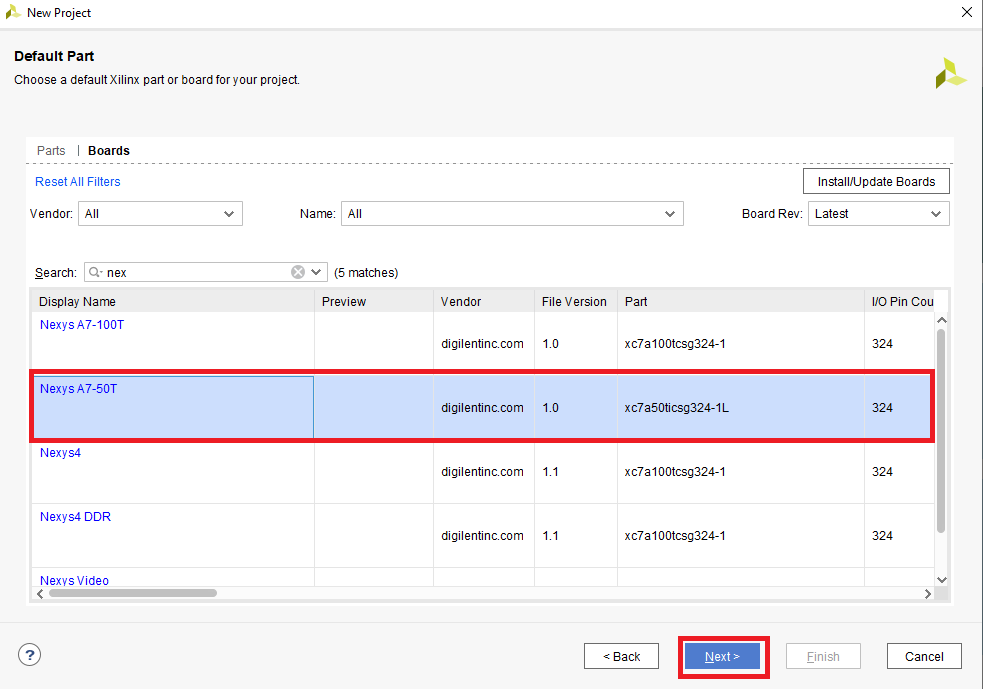 New Project
Default Part
Choose a default Xilinx part or board for your project.
Parts | Boards
Reset All Filters
Install/Update Boards
Vendor: All Name: All Board Rev: Latest
Search: nex (5 matches)
Display Name Preview Vendor File Version Part I/O Pin Cou
Nexys A7-100T
digilentinc.com 1.0 xc7a100tcsg324-1 324
Nexys A7-50T
digilentinc.com 1.0 xc7a50ticsg324-1L 324
Nexys4
digilentinc.com 1.1 xc7a100tcsg324-1 324
Nexys4 DDR
digilentinc.com 1.1 xc7a100tcsg324-1 324
Nexys Video
? < Back Next > Finish Cancel